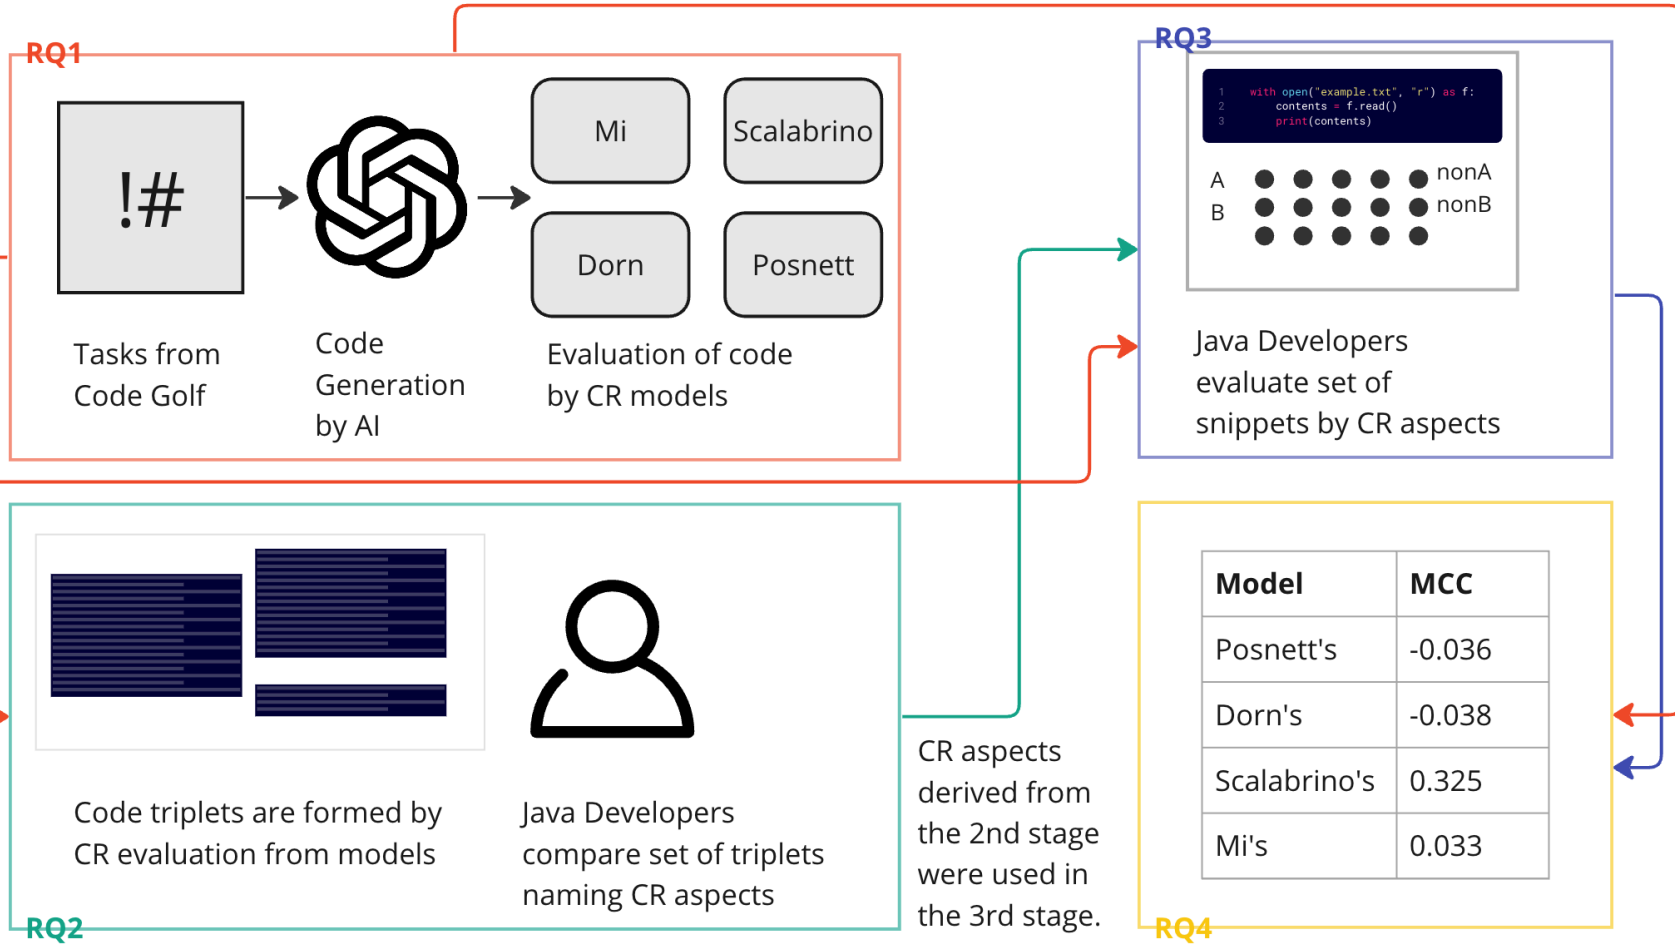 RQ1
!#
Mi
Scalabrino
Dorn
Posnett
Tasks from
Code Golf
Code
Generation
by AI
Evaluation of code
by CR models
RQ3
1 with open("example.txt", "r") as f:
2 contents = f.read()
3 print(contents)
A nonA
B nonB
Java Developers
evaluate set of
snippets by CR aspects
Code triplets are formed by
CR evaluation from models
Java Developers
compare set of triplets
naming CR aspects
RQ2
CR aspects
derived from
the 2nd stage
were used in
the 3rd stage.
Model MCC
Posnett's -0.036
Dorn's -0.038
Scalabrino's 0.325
Mi's 0.033
RQ4